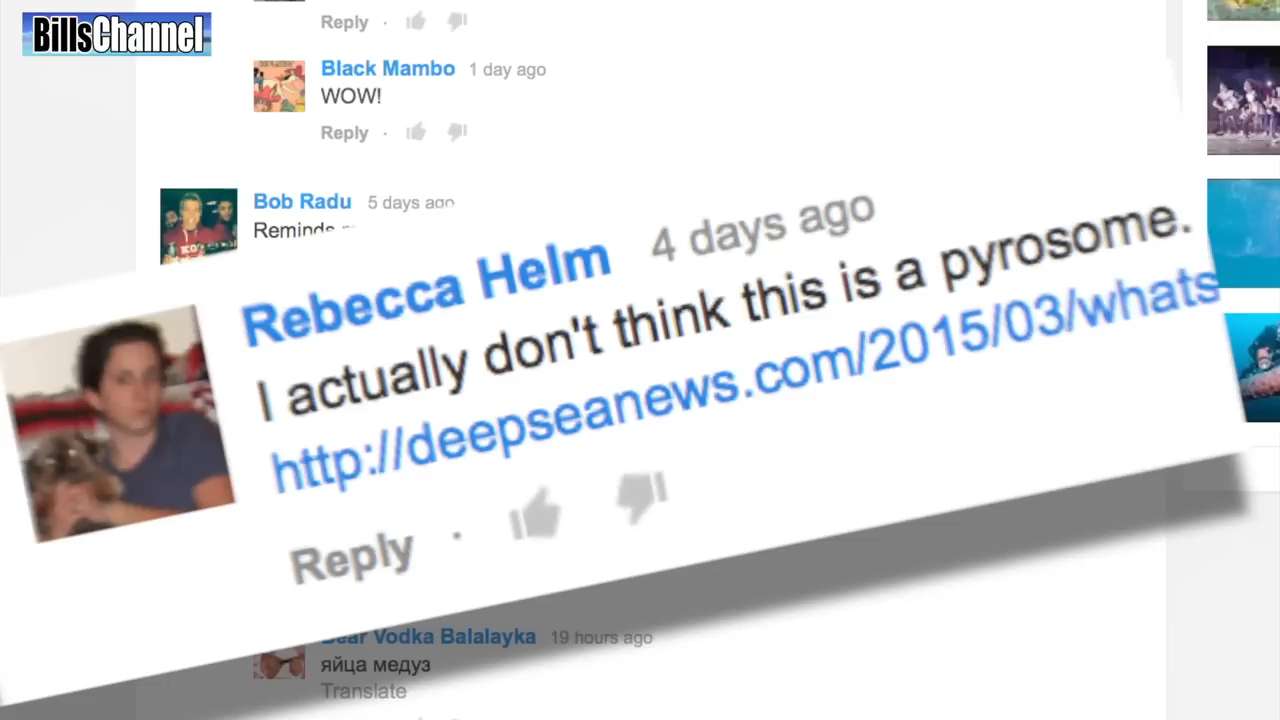 BillsChannel
Reply ·
Black Mambo 1 day ago
WOW!
Reply ·
Bob Radu 5 days ago
Reminds
Rebecca Helm 4 days ago
I actually don't think this is a pyrosome.
http://deepseanews.com/2015/03/whats
Reply ·
Bear Vodka Balalayka 19 hours ago
яйца медуз
Translate